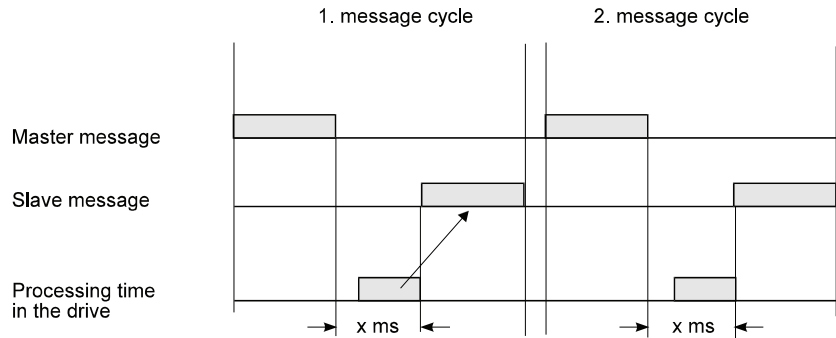 1. message cycle
2. message cycle
Master message
Slave message
Processing time
in the drive
x ms
x ms